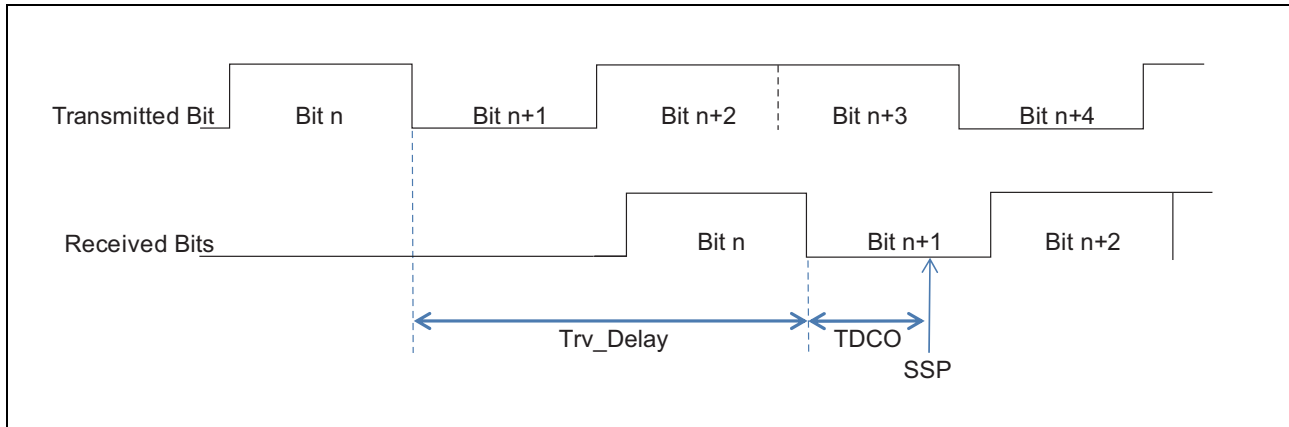 Transmitted Bit Bit n Bit n+1 Bit n+2 Bit n+3 Bit n+4
Received Bits Bit n Bit n+1 Bit n+2
Trv_Delay TDCO
SSP